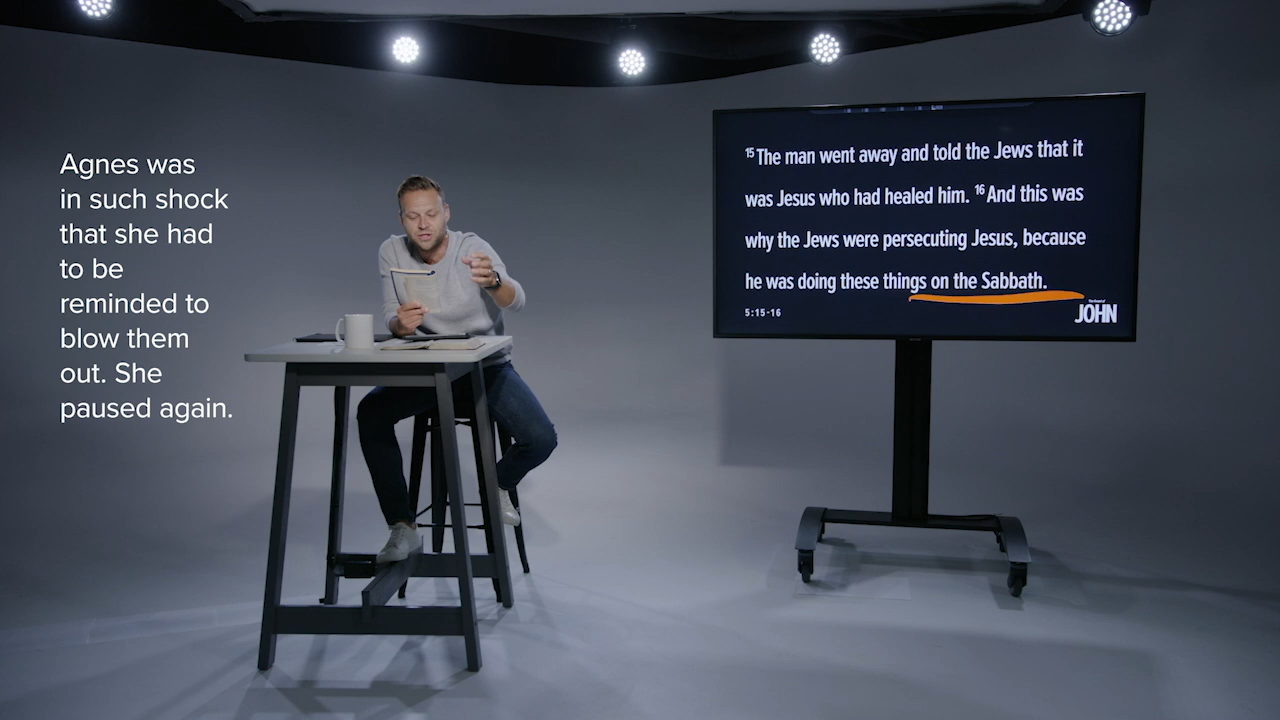 Agnes was
in such shock
that she had
to be
reminded to
blow them
out. She
paused again.
15 The man went away and told the Jews that it
was Jesus who had healed him. 16 And this was
why the Jews were persecuting Jesus, because
he was doing these things on the Sabbath.
5:15-16
JOHN